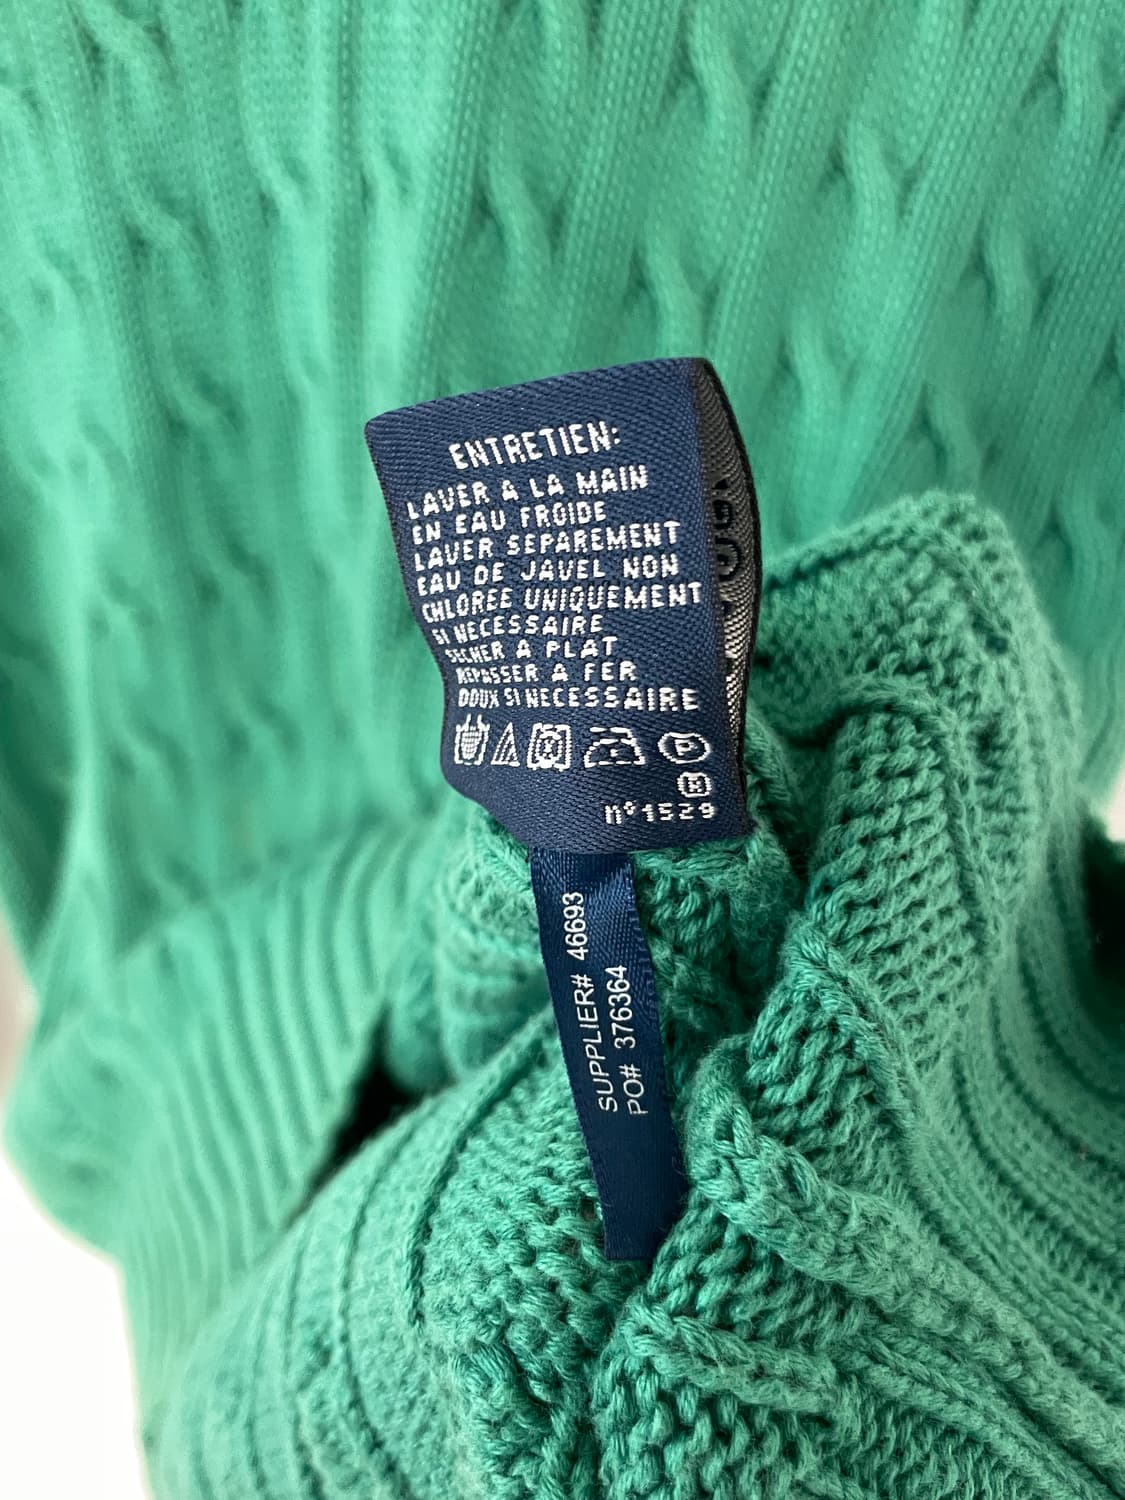 ENTRETIEN:
LAVER A LA MAIN
EN EAU FROIDE
LAVER SEPAREMENT
EAU DE JAVEL NON
CHLOREE UNIQUEMENT
SI NECESSAIRE
SECHER A PLAT
REPASSER A FER
DOUX SI NECESSAIRE
P
n°1529
SUPPLIER# 46693
PO# 376364